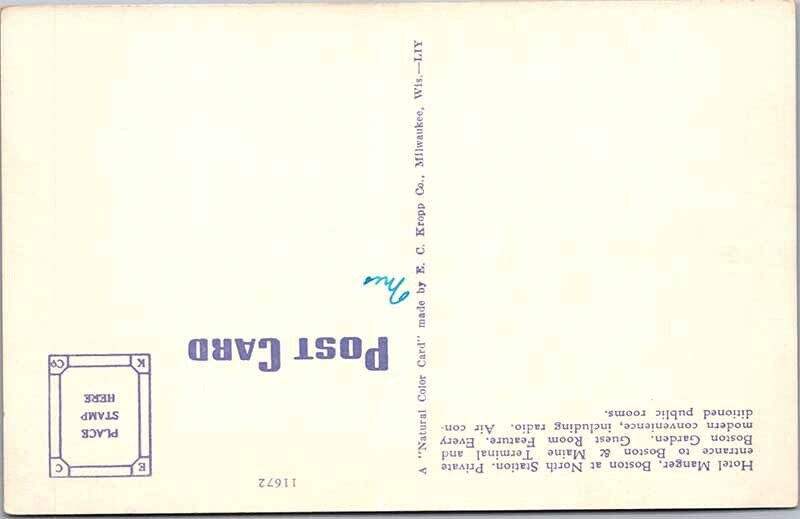 Hotel Manger, Boston, at North Station. Private
entrance to Boston & Maine Terminal and
Boston Garden. Guest Room Feature. Every
modern convenience, including radio. Air con-
ditioned public rooms.
A "Natural Color Card" made by E. C. Kropp Co., Milwaukee, Wis.—LIY
11672
POST CARD
E C
PLACE
STAMP
HERE
K Co
Mrs